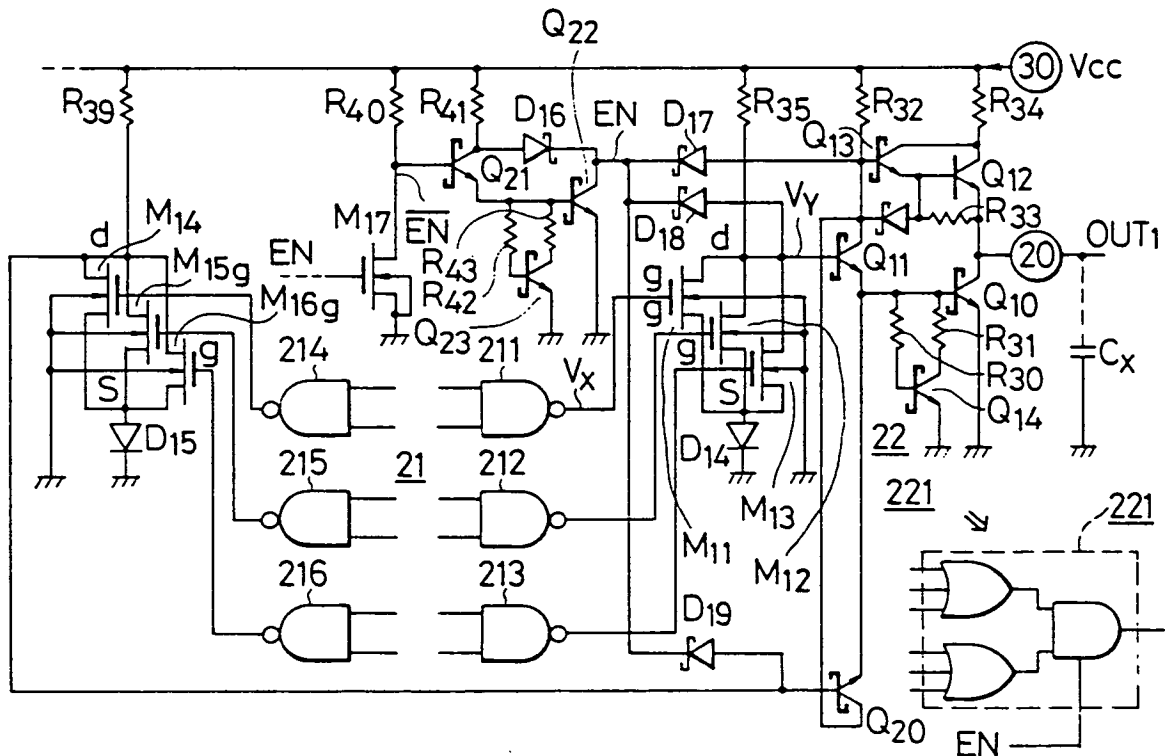 Q22
30 Vcc
R39
R40
R41
D16
EN
D17
R35
R32
R34
Q13
Q21
Q12
M14
M17
EN
D18
VY
R33
d
EN
R43
d
Q11
20 OUT1
M15g
M16g
R42
g
Q10
Q23
g
R31
Cx
g
214
211
g
R30
S
VX
S
Q14
D15
D14
22
215
21
212
M13
221
221
M11
M12
216
213
D19
Q20
EN